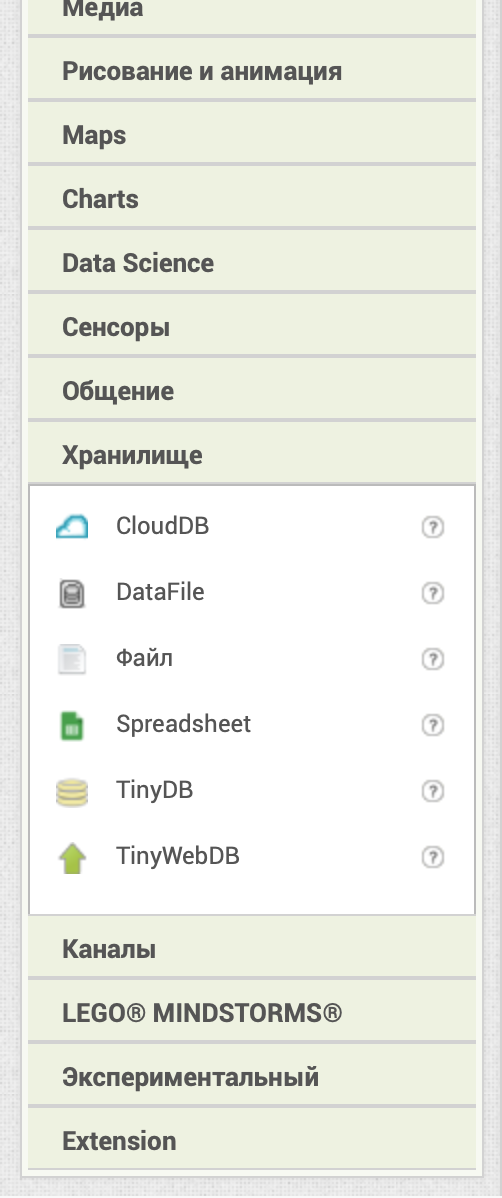 Медиа
Рисование и анимация
Maps
Charts
Data Science
Сенсоры
Общение
Хранилище
CloudDB ?
DataFile ?
Файл ?
Spreadsheet ?
TinyDB ?
TinyWebDB ?
Каналы
LEGO® MINDSTORMS®
Экспериментальный
Extension